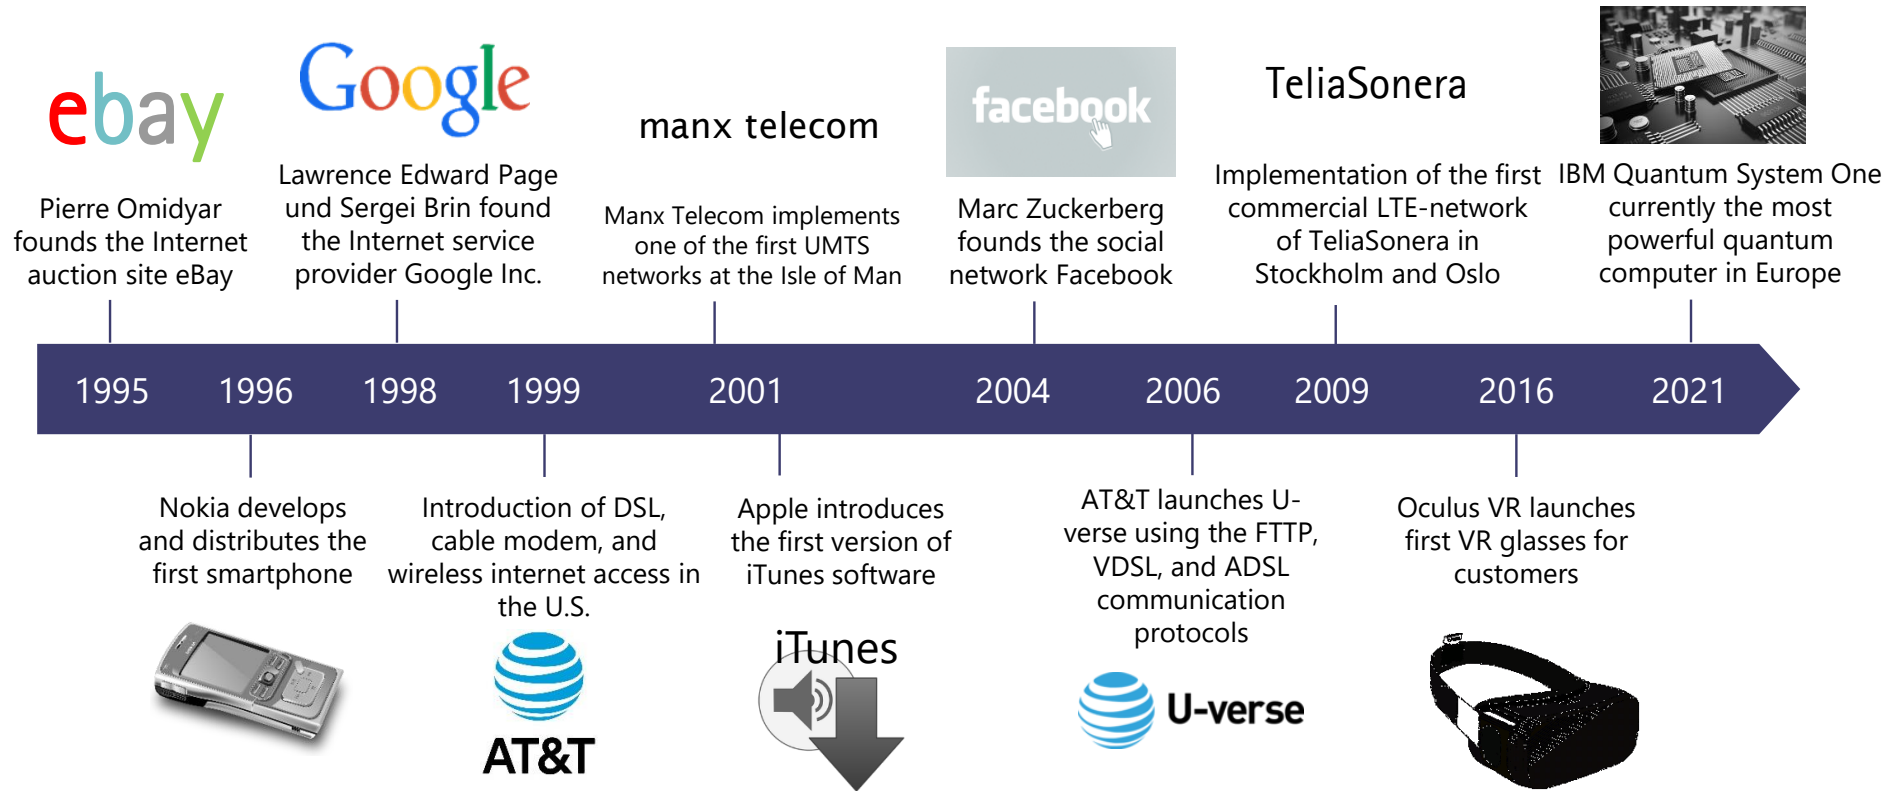 ebay
Pierre Omidyar
founds the Internet
auction site eBay
Google
Lawrence Edward Page
und Sergei Brin found
the Internet service
provider Google Inc.
manx telecom
Manx Telecom implements
one of the first UMTS
networks at the Isle of Man
facebook
Marc Zuckerberg
founds the social
network Facebook
TeliaSonera
Implementation of the first
commercial LTE-network
of TeliaSonera in
Stockholm and Oslo
IBM Quantum System One
currently the most
powerful quantum
computer in Europe
1995 1996 1998 1999 2001 2004 2006 2009 2016 2021
Nokia develops
and distributes the
first smartphone
Introduction of DSL,
cable modem, and
wireless internet access in
the U.S.
AT&T
Apple introduces
the first version of
iTunes software
iTunes
AT&T launches U-
verse using the FTTP,
VDSL, and ADSL
communication
protocols
U-verse
Oculus VR launches
first VR glasses for
customers